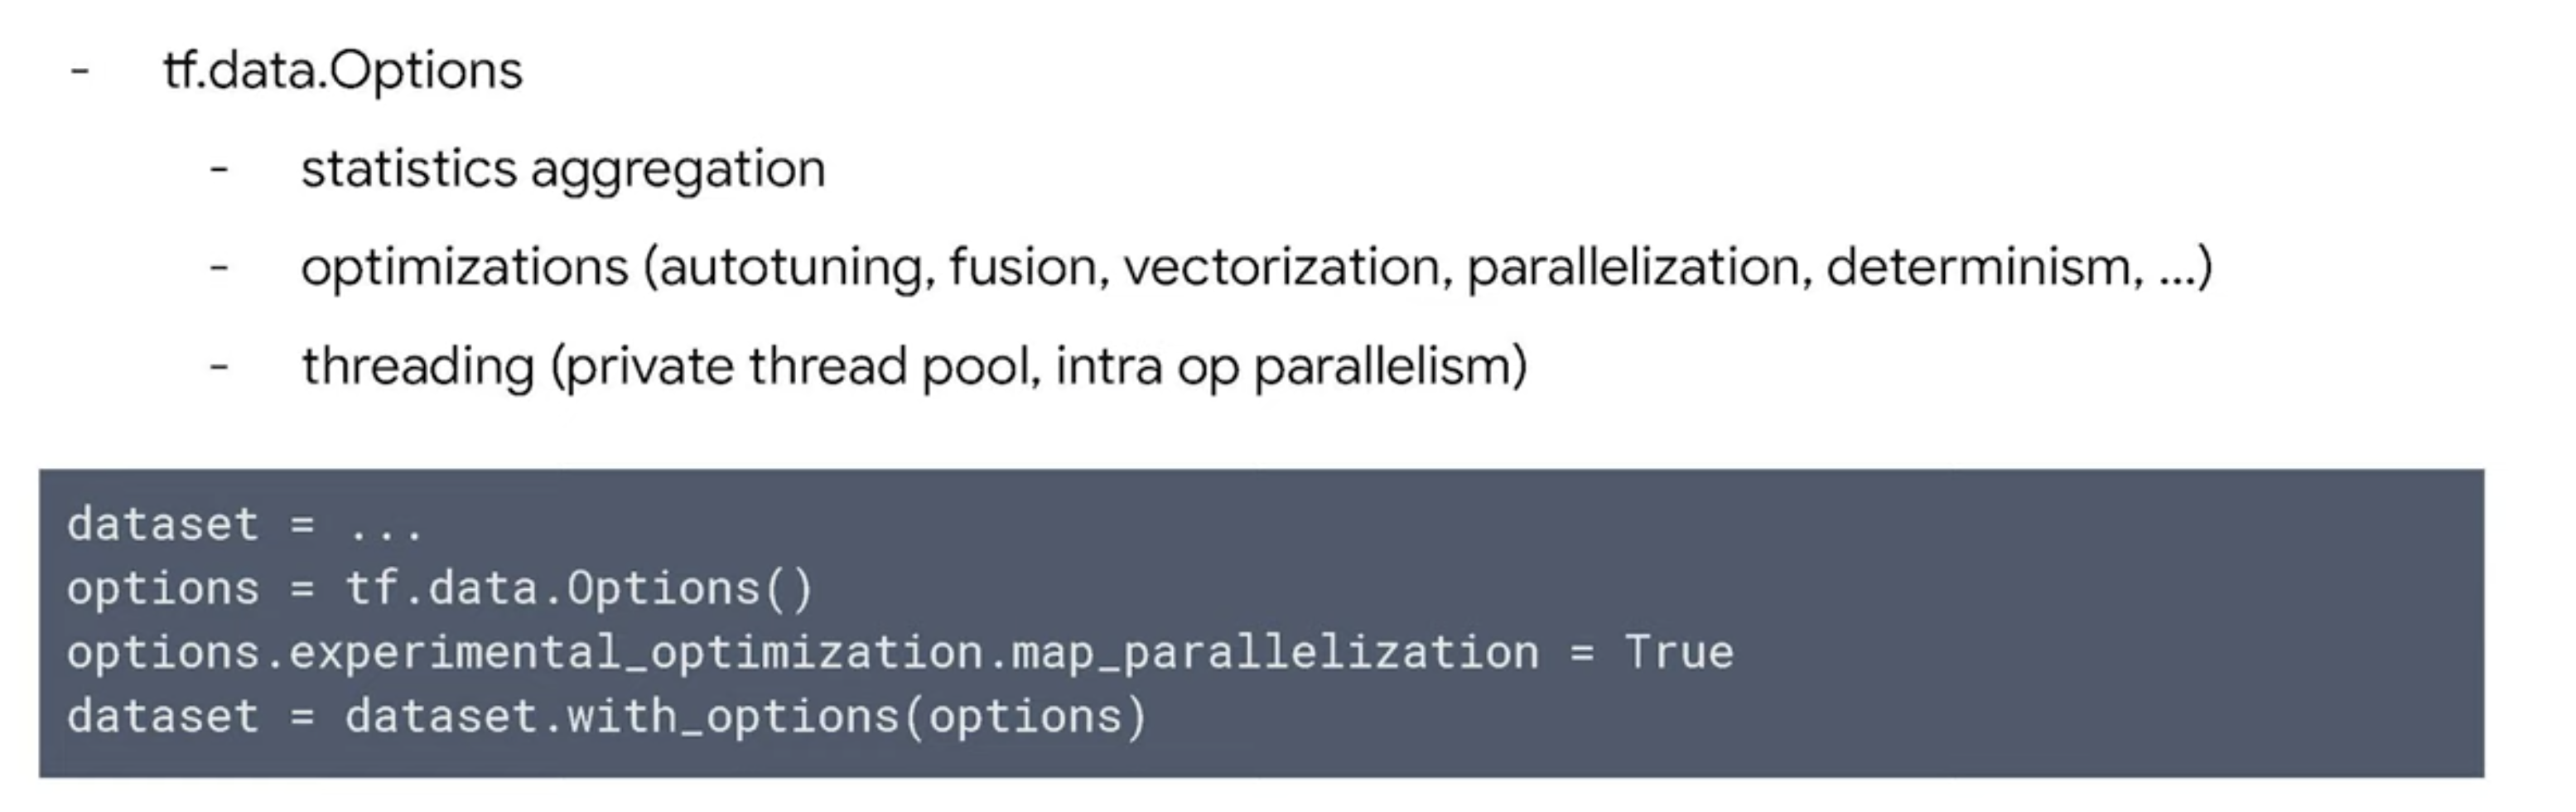 - tf.data.Options
- statistics aggregation
- optimizations (autotuning, fusion, vectorization, parallelization, determinism, ...)
- threading (private thread pool, intra op parallelism)
dataset = ...
options = tf.data.Options()
options.experimental_optimization.map_parallelization = True
dataset = dataset.with_options(options)